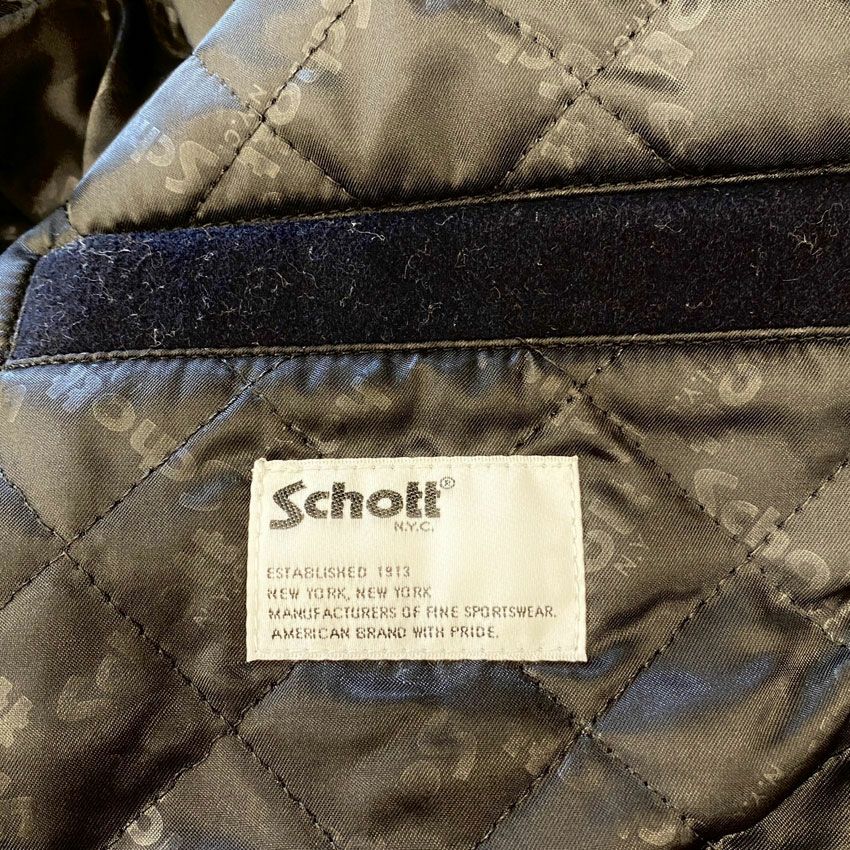 Schott®
N.Y.C.
ESTABLISHED 1913
NEW YORK, NEW YORK
MANUFACTURERS OF FINE SPORTSWEAR.
AMERICAN BRAND WITH PRIDE.